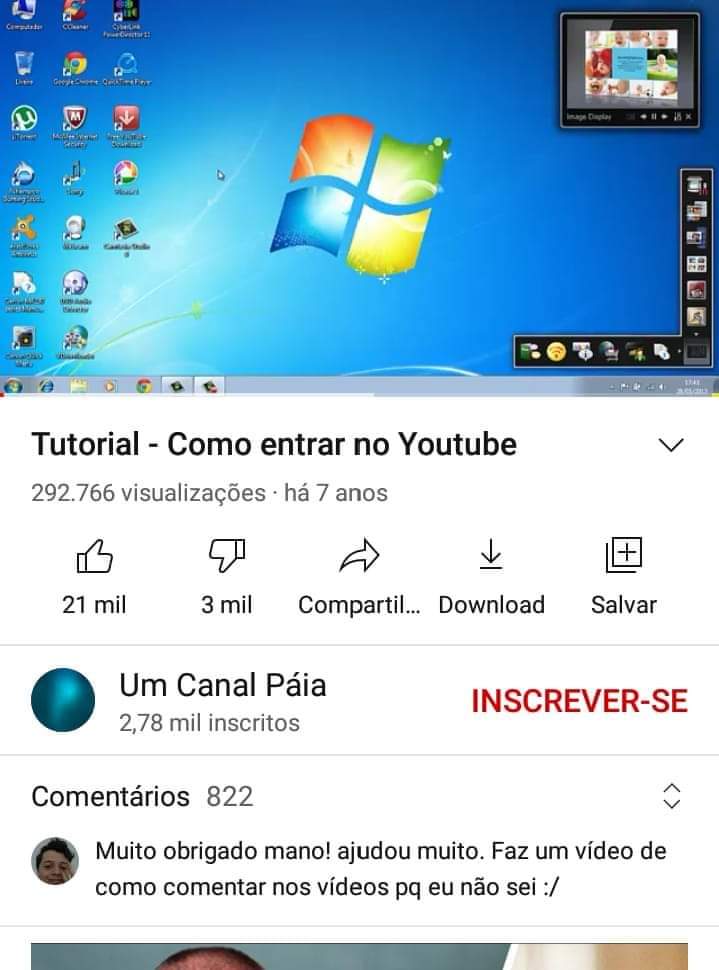 Computador
CCleaner
CyberLink
PowerDirector 11
Lixeira
Google Chrome
QuickTime Player
uTorrent
McAfee Internet
Security
Free YouTube
Download
Ashampoo
Image Display
17:41
Tutorial - Como entrar no Youtube
292.766 visualizações · há 7 anos
21 mil
3 mil
Compartil...
Download
Salvar
Um Canal Páia
INSCREVER-SE
2,78 mil inscritos
Comentários 822
Muito obrigado mano! ajudou muito. Faz um vídeo de
como comentar nos vídeos pq eu não sei :/